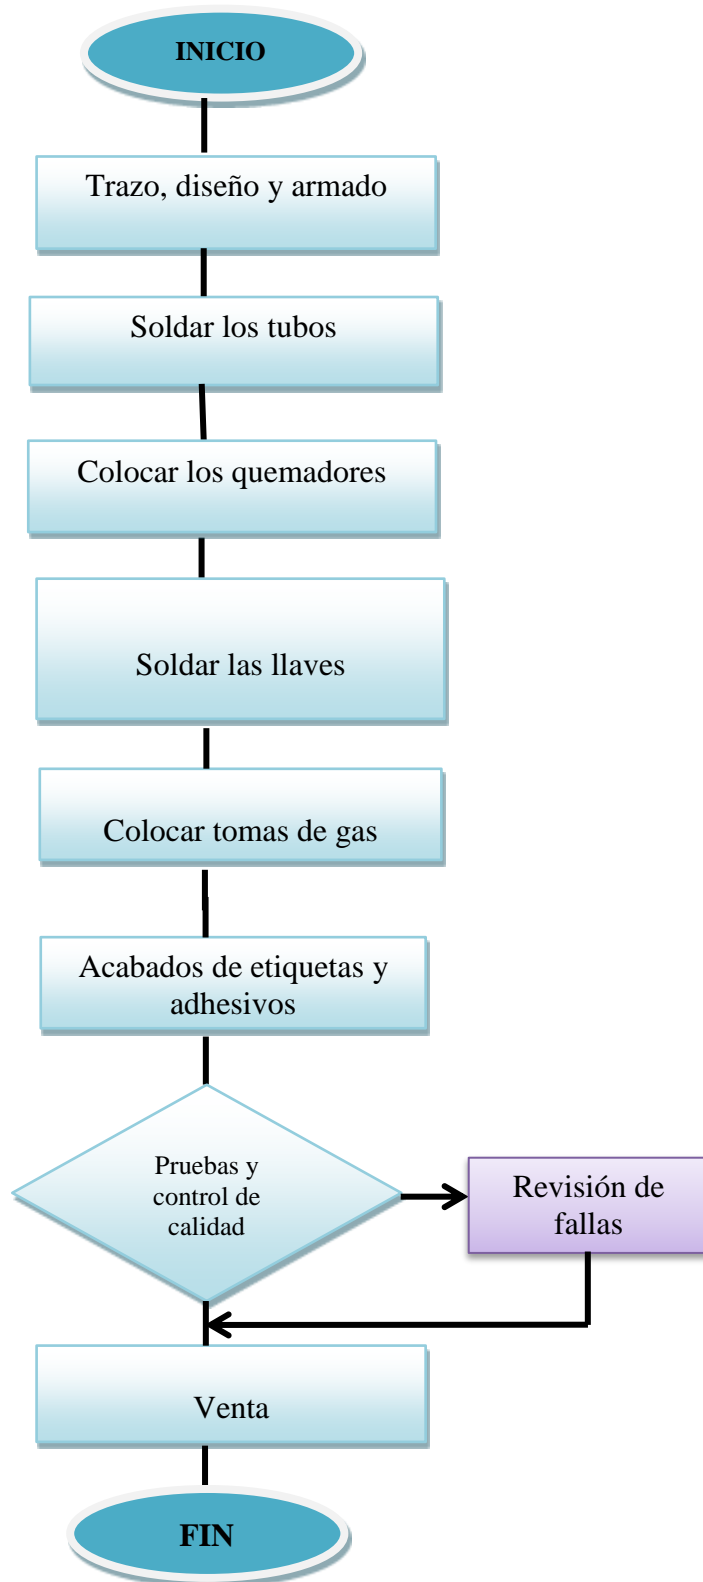 INICIO
Trazo, diseño y armado
Soldar los tubos
Colocar los quemadores
Soldar las llaves
Colocar tomas de gas
Acabados de etiquetas y
adhesivos
Pruebas y
control de
calidad
Revisión de
fallas
Venta
FIN